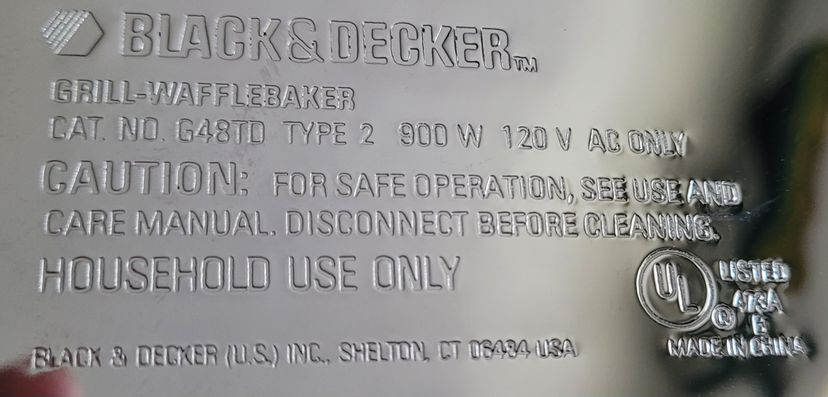 BLACK & DECKER™
GRILL-WAFFLEBAKER
CAT. NO. G48TD TYPE 2 900 W 120 V AC ONLY
CAUTION: FOR SAFE OPERATION, SEE USE AND
CARE MANUAL. DISCONNECT BEFORE CLEANING.
HOUSEHOLD USE ONLY
UL LISTED
®
MADE IN CHINA
BLACK & DECKER (U.S.) INC., SHELTON, CT 06484 USA